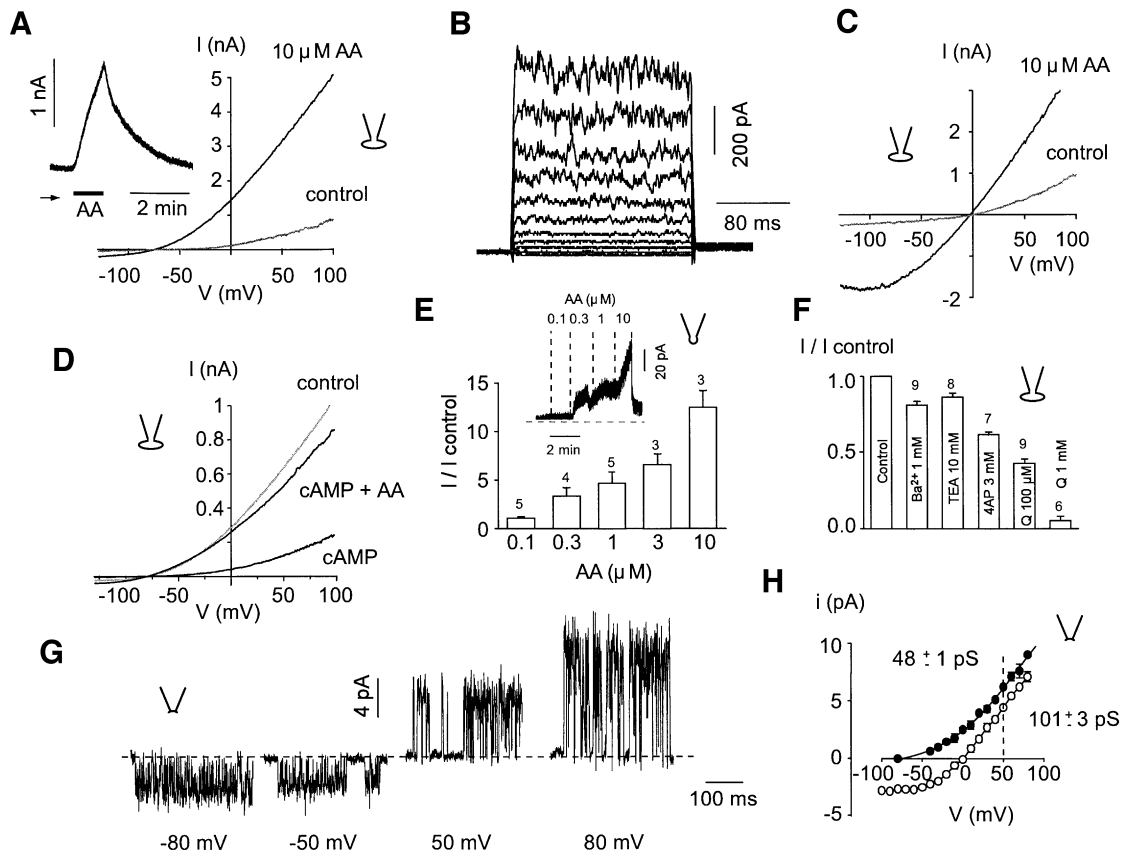 A
I (nA)
10 µM AA
1 nA
5
4
3
2
control
AA
2 min
-100
-50
50
100
V (mV)
B
200 pA
80 ms
C
I (nA)
10 µM AA
2
1
control
-100
-50
50
100
V (mV)
-2
D
I (nA)
control
1
0.8
0.6
0.4
cAMP + AA
cAMP
-100
-50
50
100
V (mV)
E
AA (µM)
0.1 0.3 1 10
20 pA
2 min
I / I control
15
10
5
0
5
4
5
3
3
0.1 0.3 1 3 10
AA (µM)
F
I / I control
1.0
0.5
0.0
9
8
7
9
6
Control
Ba2+ 1 mM
TEA 10 mM
4AP 3 mM
Q 100 µM
Q 1 mM
G
4 pA
100 ms
-80 mV
-50 mV
50 mV
80 mV
H
i (pA)
10
5
0
-5
48 ± 1 pS
101 ± 3 pS
-100
-50
0
50
100
V (mV)